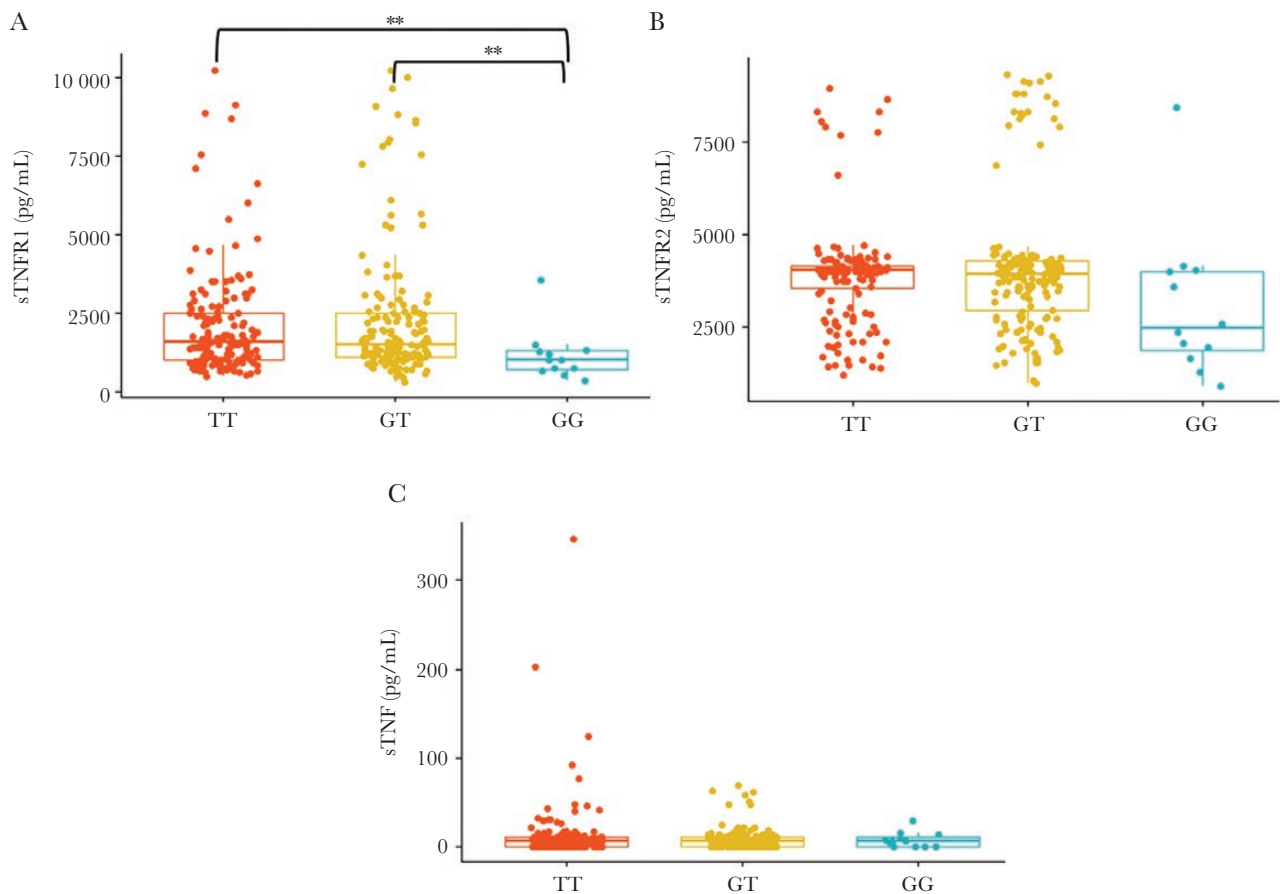 A
**
**
sTNFR1 (pg/mL)
10 000
7500
5000
2500
0
TT GT GG
B
sTNFR2 (pg/mL)
7500
5000
2500
TT GT GG
C
sTNF (pg/mL)
300
200
100
0
TT GT GG